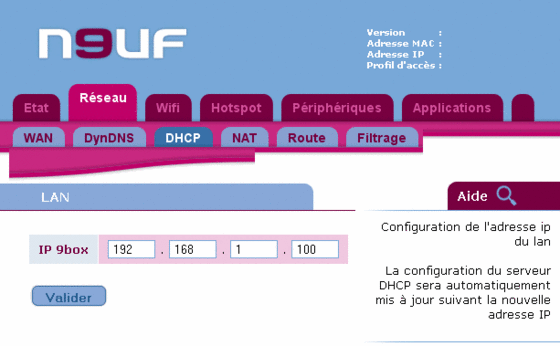 n9uf
Version :
Adresse MAC :
Adresse IP :
Profil d'accès :
Etat Réseau Wifi Hotspot Périphériques Applications
WAN DynDNS DHCP NAT Route Filtrage
LAN
Aide
IP 9box 192 . 168 . 1 . 100
Valider
Configuration de l'adresse ip
du lan
La configuration du serveur
DHCP sera automatiquement
mis à jour suivant la nouvelle
adresse IP